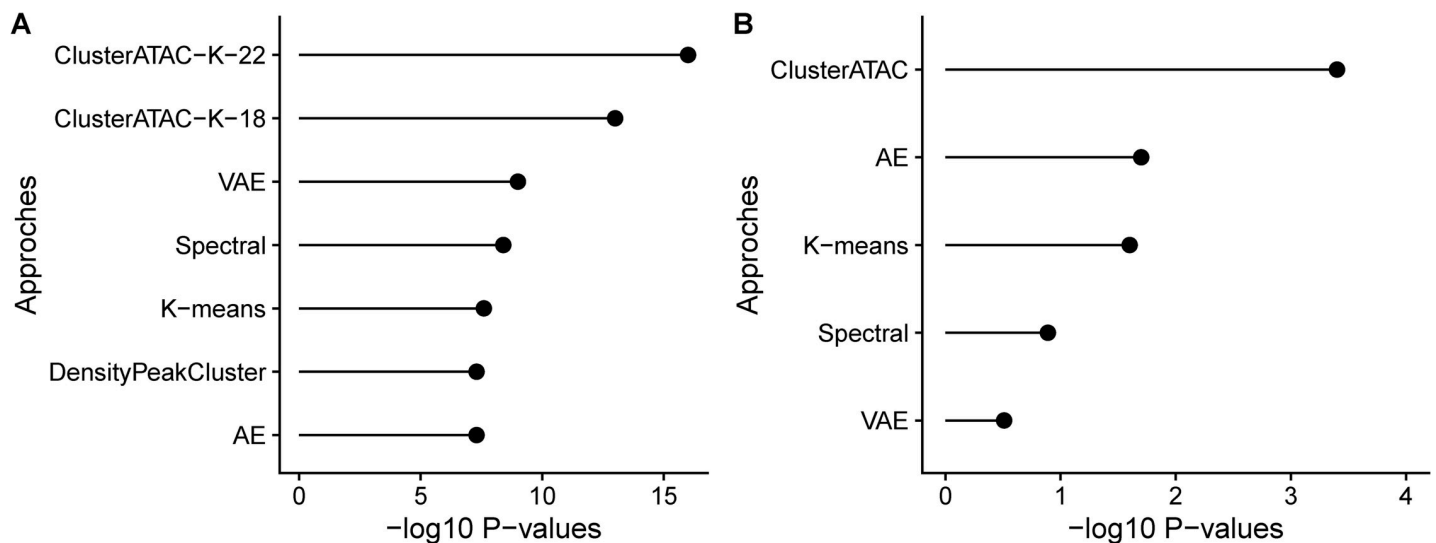 A
ClusterATAC−K−22
ClusterATAC−K−18
VAE
Spectral
K−means
DensityPeakCluster
AE
Approches
0 5 10 15
−log10 P−values
B
ClusterATAC
AE
K−means
Spectral
VAE
Approches
0 1 2 3 4
−log10 P−values